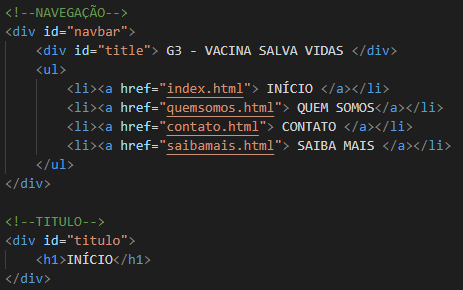 <!--NAVEGAÇÃO-->
<div id="navbar">
    <div id="title"> G3 - VACINA SALVA VIDAS </div>
    <ul>
        <li><a href="index.html"> INÍCIO </a></li>
        <li><a href="quemsomos.html"> QUEM SOMOS</a></li>
        <li><a href="contato.html"> CONTATO </a></li>
        <li><a href="saibamais.html"> SAIBA MAIS </a></li>
    </ul>
</div>

<!--TITULO-->
<div id="titulo">
    <h1>INÍCIO</h1>
</div>